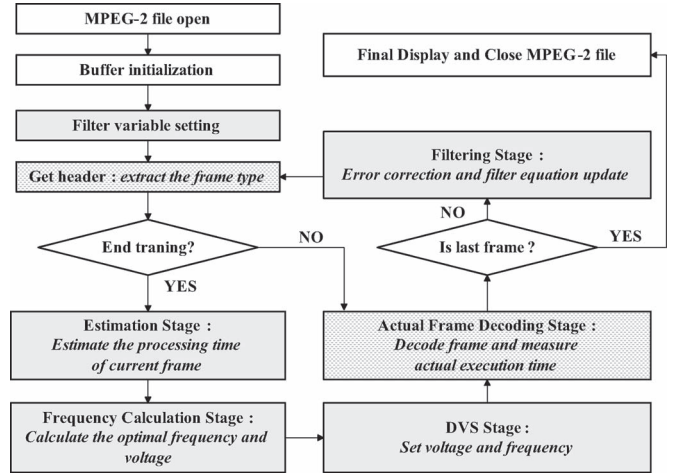 MPEG-2 file open
Buffer initialization
Filter variable setting
Get header : extract the frame type
End traning?
NO
YES
Estimation Stage :
Estimate the processing time
of current frame
Frequency Calculation Stage :
Calculate the optimal frequency and
voltage
DVS Stage :
Set voltage and frequency
Actual Frame Decoding Stage :
Decode frame and measure
actual execution time
Is last frame ?
NO
YES
Filtering Stage :
Error correction and filter equation update
Final Display and Close MPEG-2 file